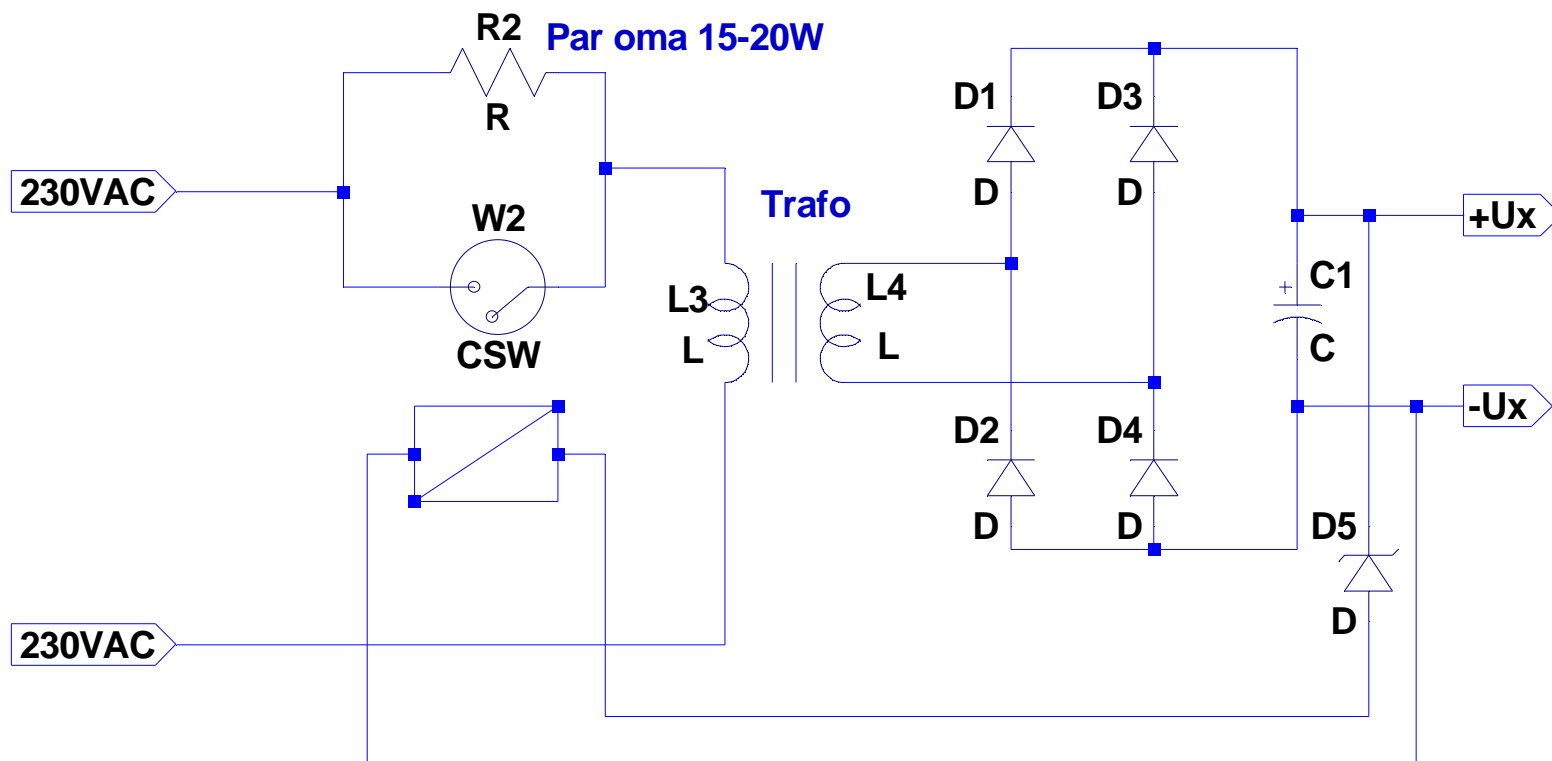 R2
Par oma 15-20W
R
230VAC
W2
CSW
Trafo
L3
L
L4
L
D1
D
D3
D
D2
D
D4
D
+Ux
+
C1
C
-Ux
D5
D
230VAC